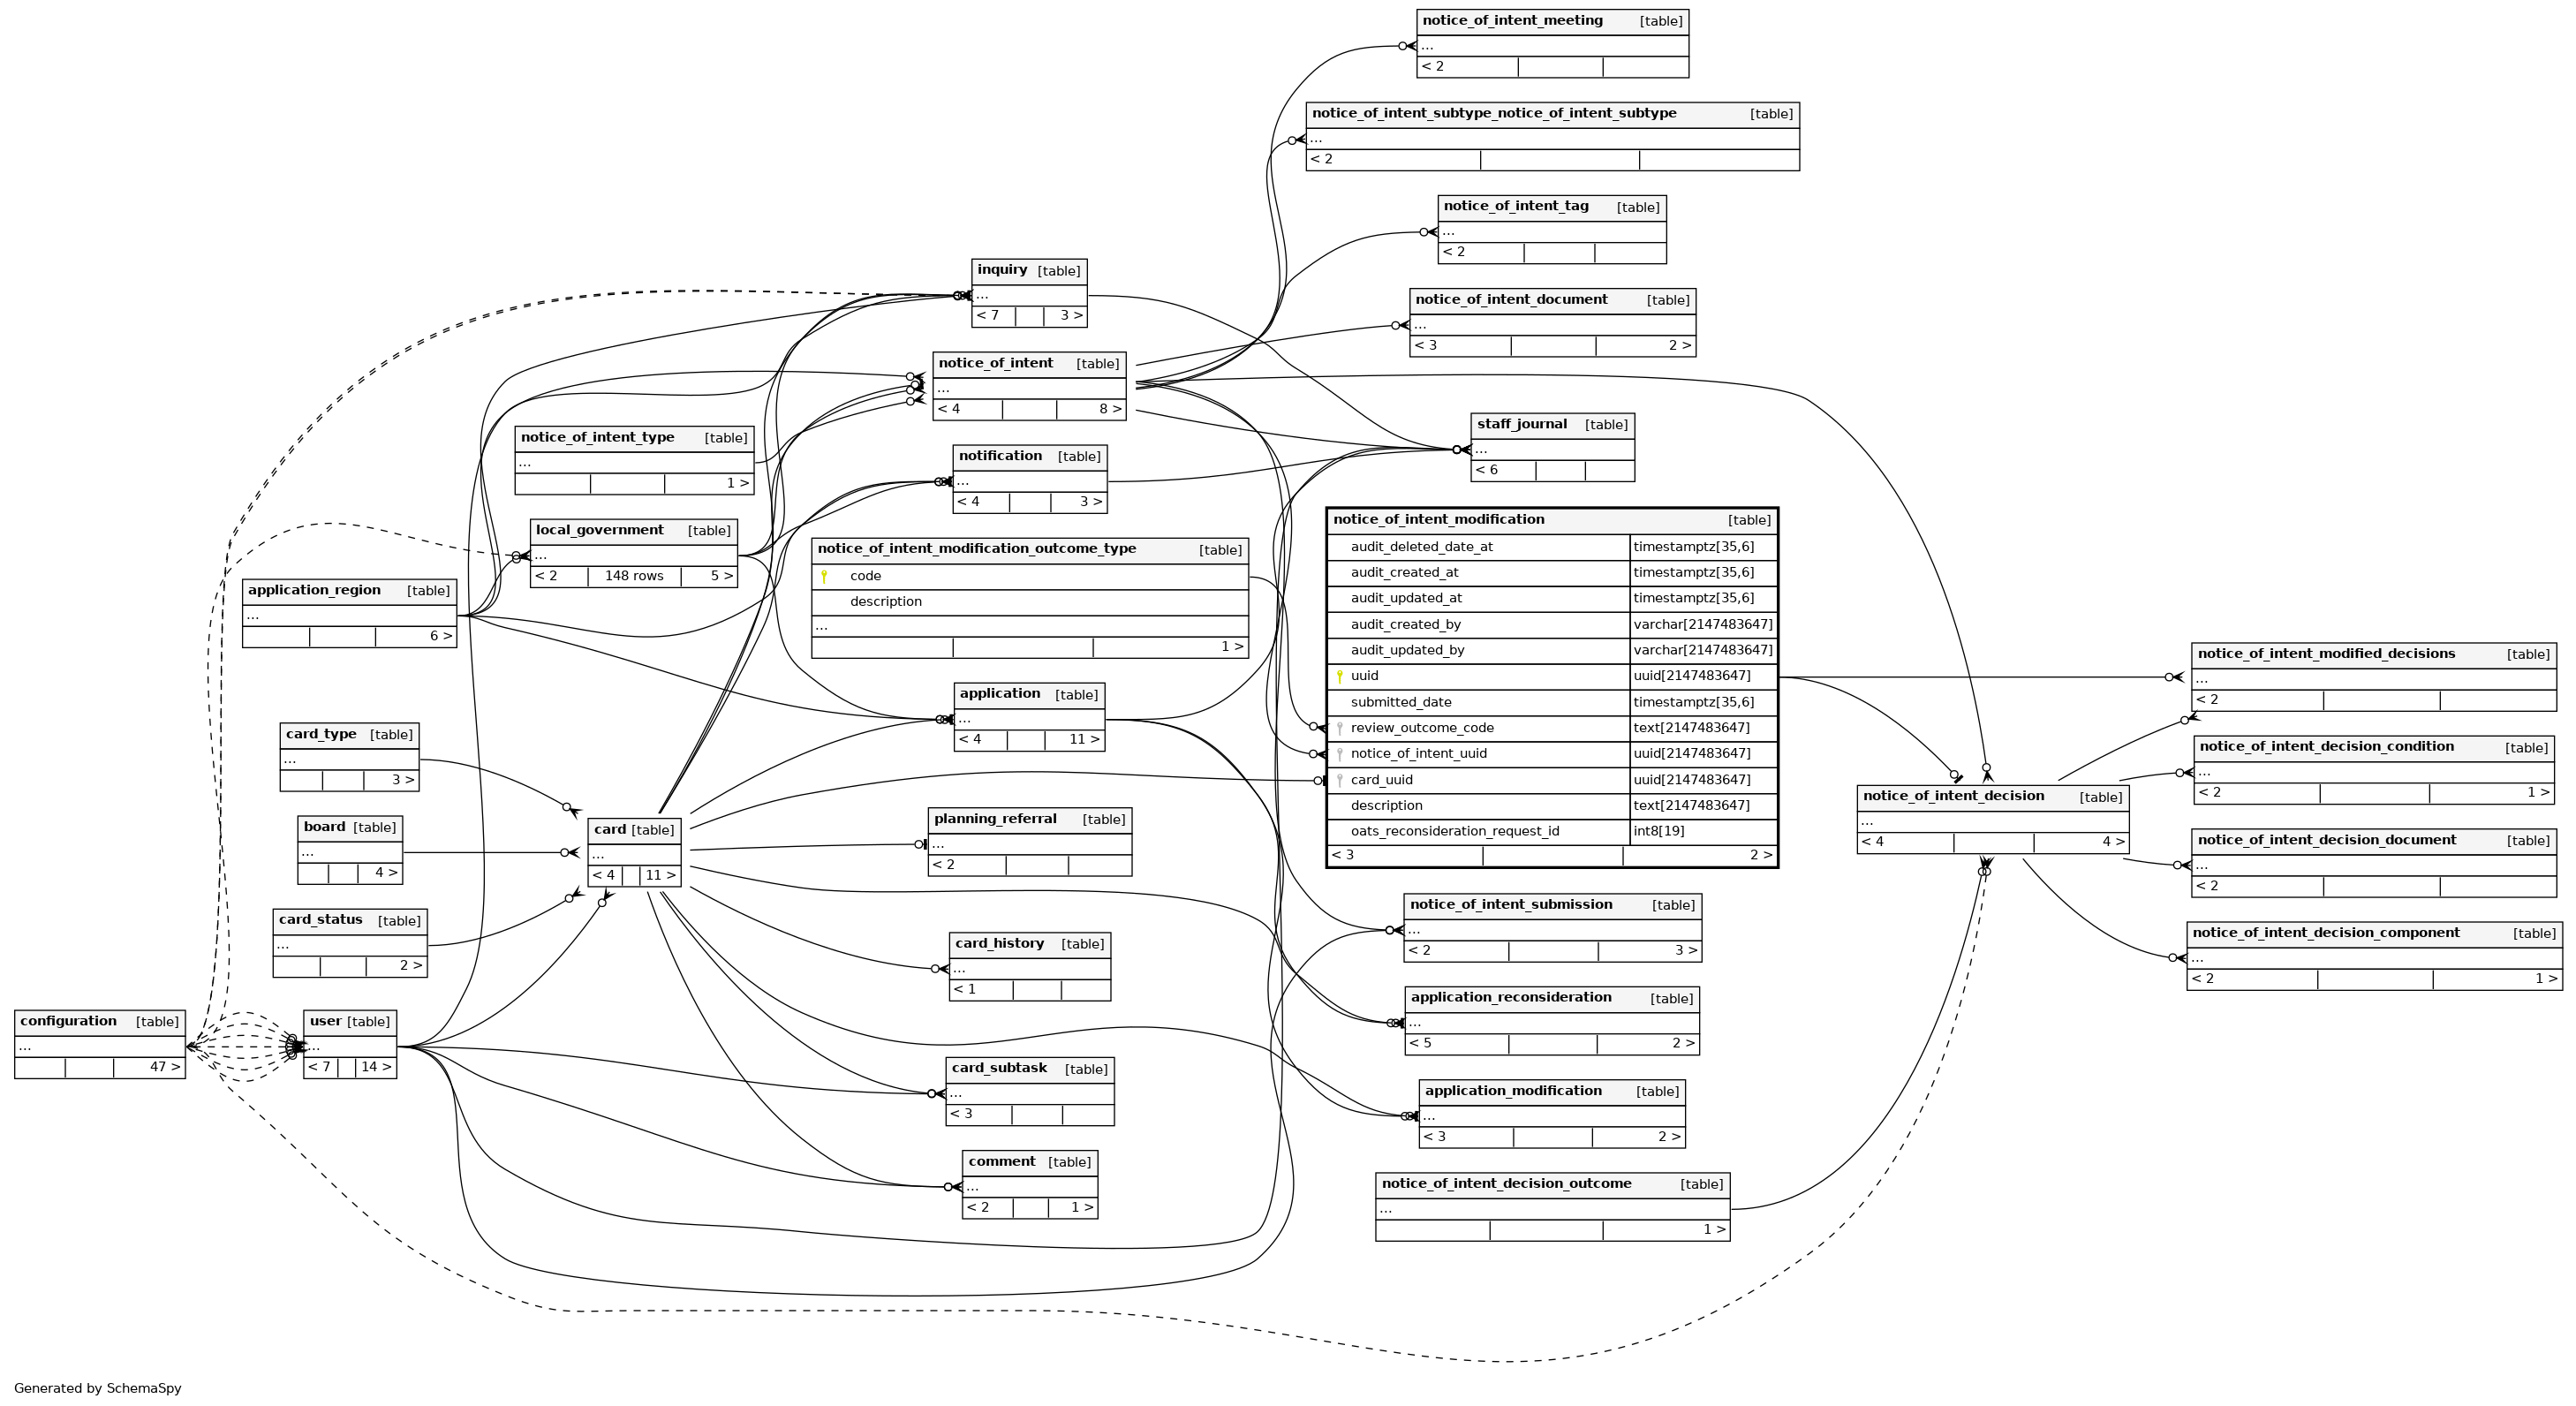 notice_of_intent_meeting [table]
...
< 2
notice_of_intent_subtype_notice_of_intent_subtype [table]
...
< 2
notice_of_intent_tag [table]
...
< 2
inquiry [table]
...
< 7 3 >
notice_of_intent_document [table]
...
< 3 2 >
notice_of_intent [table]
...
< 4 8 >
staff_journal [table]
...
< 6
notice_of_intent_type [table]
...
1 >
notification [table]
...
< 4 3 >
local_government [table]
...
< 2 148 rows 5 >
notice_of_intent_modification_outcome_type [table]
code
description
...
1 >
notice_of_intent_modification [table]
audit_deleted_date_at timestamptz[35,6]
audit_created_at timestamptz[35,6]
audit_updated_at timestamptz[35,6]
audit_created_by varchar[2147483647]
audit_updated_by varchar[2147483647]
uuid uuid[2147483647]
submitted_date timestamptz[35,6]
review_outcome_code text[2147483647]
notice_of_intent_uuid uuid[2147483647]
card_uuid uuid[2147483647]
description text[2147483647]
oats_reconsideration_request_id int8[19]
< 3 2 >
application_region [table]
...
6 >
application [table]
...
< 4 11 >
notice_of_intent_modified_decisions [table]
...
< 2
notice_of_intent_decision_condition [table]
...
< 2 1 >
notice_of_intent_decision [table]
...
< 4 4 >
notice_of_intent_decision_document [table]
...
< 2
notice_of_intent_decision_component [table]
...
< 2 1 >
card_type [table]
...
3 >
board [table]
...
4 >
card [table]
...
< 4 11 >
planning_referral [table]
...
< 2
card_status [table]
...
2 >
card_history [table]
...
< 1
notice_of_intent_submission [table]
...
< 2 3 >
application_reconsideration [table]
...
< 5 2 >
configuration [table]
...
47 >
user [table]
...
< 7 14 >
card_subtask [table]
...
< 3
application_modification [table]
...
< 3 2 >
comment [table]
...
< 2 1 >
notice_of_intent_decision_outcome [table]
...
1 >
Generated by SchemaSpy